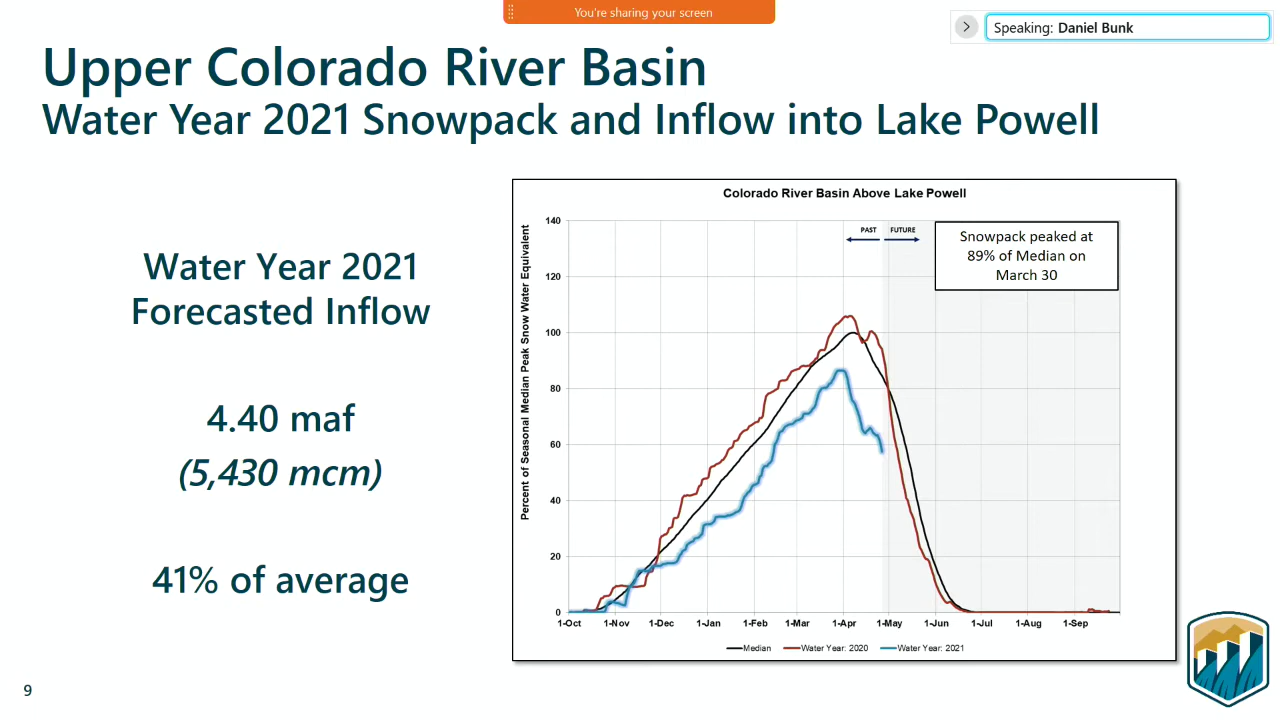 You're sharing your screen
Speaking: Daniel Bunk
Upper Colorado River Basin
Water Year 2021 Snowpack and Inflow into Lake Powell
Water Year 2021
Forecasted Inflow
4.40 maf
(5,430 mcm)
41% of average
Colorado River Basin Above Lake Powell
Percent of Seasonal Median Peak Snow Water Equivalent
140
120
100
80
60
40
20
0
PAST FUTURE
Snowpack peaked at
89% of Median on
March 30
1-Oct 1-Nov 1-Dec 1-Jan 1-Feb 1-Mar 1-Apr 1-May 1-Jun 1-Jul 1-Aug 1-Sep
Median Water Year: 2020 Water Year: 2021
9